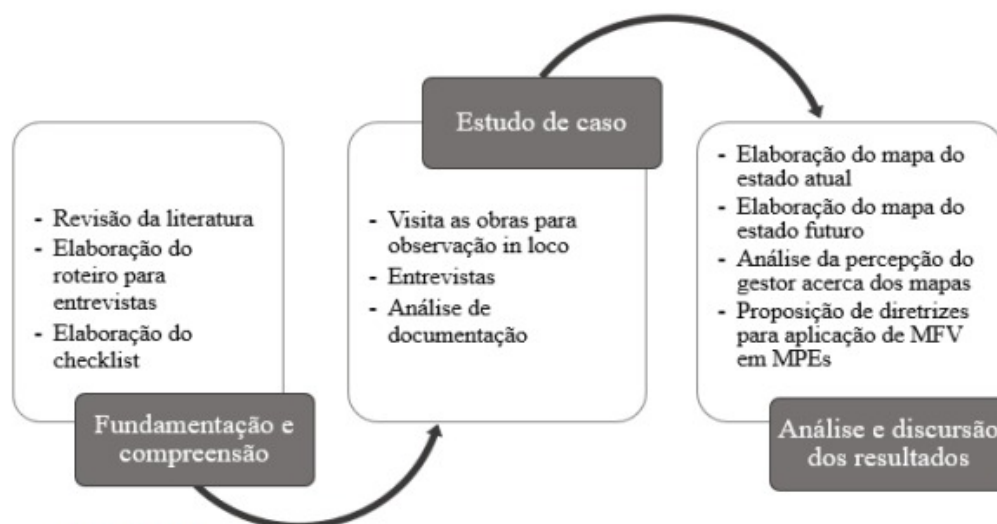 - Revisão da literatura
- Elaboração do
roteiro para
entrevistas
- Elaboração do
checklist
Fundamentação e
compreensão
Estudo de caso
- Visita as obras para
observação in loco
- Entrevistas
- Análise de
documentação
- Elaboração do mapa do
estado atual
- Elaboração do mapa do
estado futuro
- Análise da percepção do
gestor acerca dos mapas
- Proposição de diretrizes
para aplicação de MFV
em MPEs
Análise e discursão
dos resultados